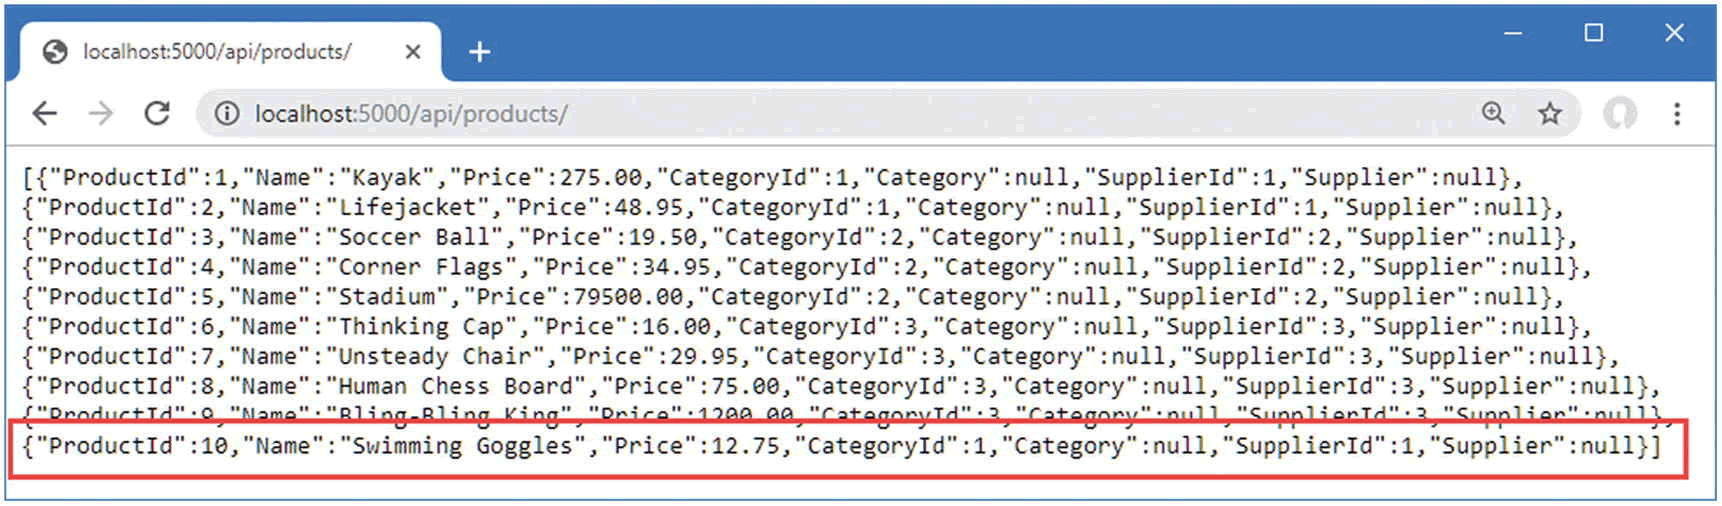 localhost:5000/api/products/
localhost:5000/api/products/
[{"ProductId":1,"Name":"Kayak","Price":275.00,"CategoryId":1,"Category":null,"SupplierId":1,"Supplier":null},
{"ProductId":2,"Name":"Lifejacket","Price":48.95,"CategoryId":1,"Category":null,"SupplierId":1,"Supplier":null},
{"ProductId":3,"Name":"Soccer Ball","Price":19.50,"CategoryId":2,"Category":null,"SupplierId":2,"Supplier":null},
{"ProductId":4,"Name":"Corner Flags","Price":34.95,"CategoryId":2,"Category":null,"SupplierId":2,"Supplier":null},
{"ProductId":5,"Name":"Stadium","Price":79500.00,"CategoryId":2,"Category":null,"SupplierId":2,"Supplier":null},
{"ProductId":6,"Name":"Thinking Cap","Price":16.00,"CategoryId":3,"Category":null,"SupplierId":3,"Supplier":null},
{"ProductId":7,"Name":"Unsteady Chair","Price":29.95,"CategoryId":3,"Category":null,"SupplierId":3,"Supplier":null},
{"ProductId":8,"Name":"Human Chess Board","Price":75.00,"CategoryId":3,"Category":null,"SupplierId":3,"Supplier":null},
{"ProductId":9,"Name":"Bling-Bling King","Price":1200.00,"CategoryId":3,"Category":null,"SupplierId":3,"Supplier":null},
{"ProductId":10,"Name":"Swimming Goggles","Price":12.75,"CategoryId":1,"Category":null,"SupplierId":1,"Supplier":null}]